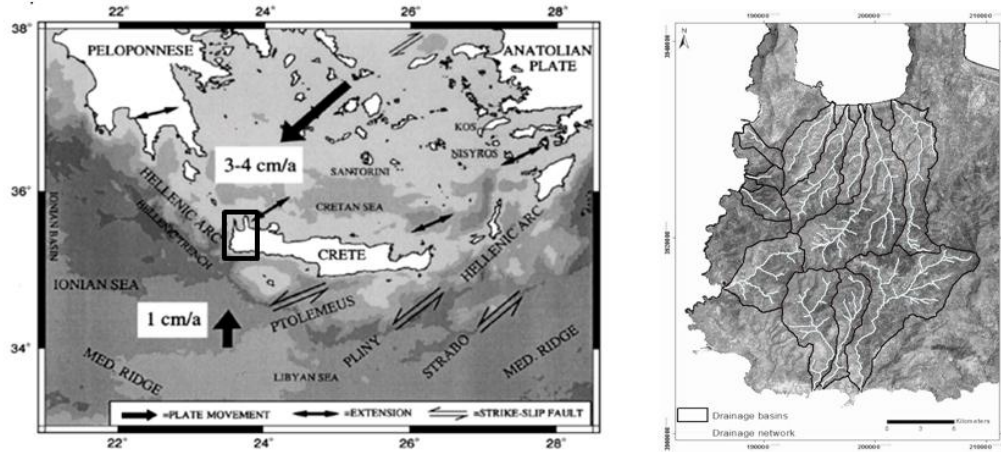 22° 24° 26° 28°
38°
PELOPONNESE
ANATOLIAN
PLATE
KOS
3-4 cm/a
NISYROS
SANTORINI
36°
HELLENIC ARC
HELLENIC TRENCH
IONIAN BASIN
CRETAN SEA
HELLENIC ARC
CRETE
IONIAN SEA
PTOLEMEUS
1 cm/a
PLINY
STRABO
34°
MED. RIDGE
LIBYAN SEA
MED. RIDGE
=PLATE MOVEMENT =EXTENSION =STRIKE-SLIP FAULT
22° 24° 26° 28°
190000 200000 210000
N
Drainage basins
Drainage network
Kilometers
190000 200000 210000